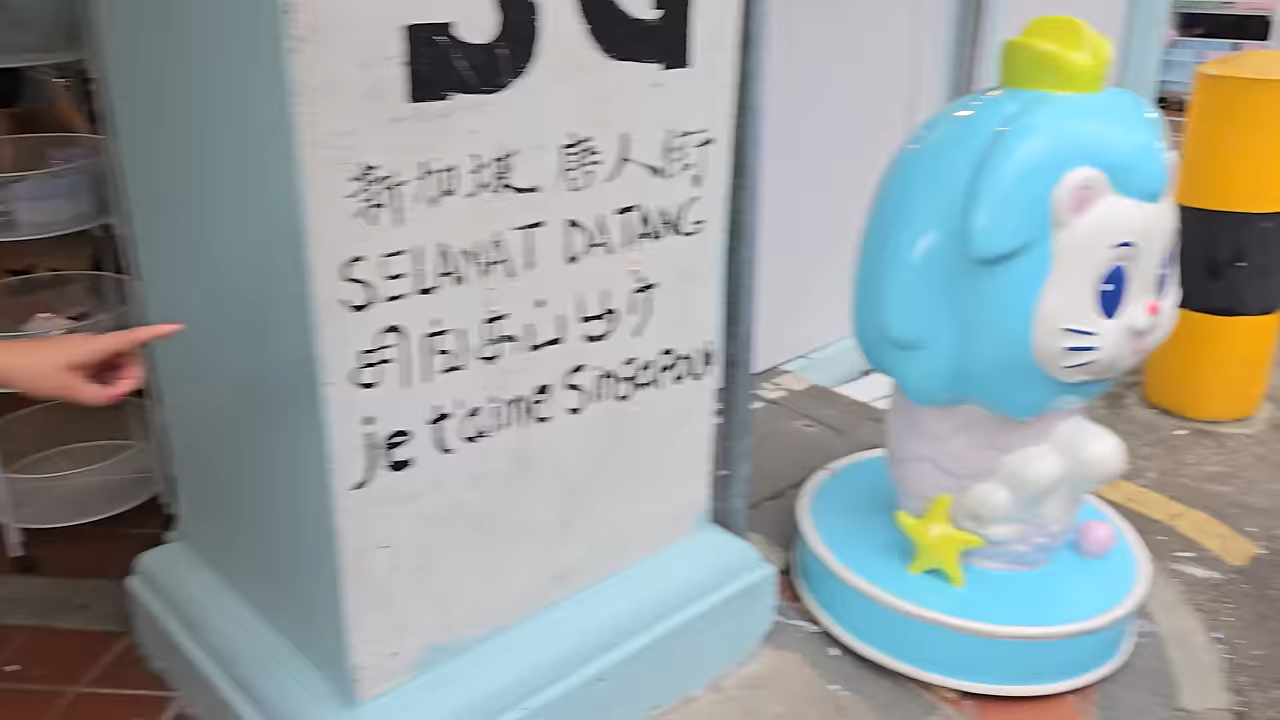 SG
新加坡 唐人街
SELAMAT DATANG
je t'aime Singapour